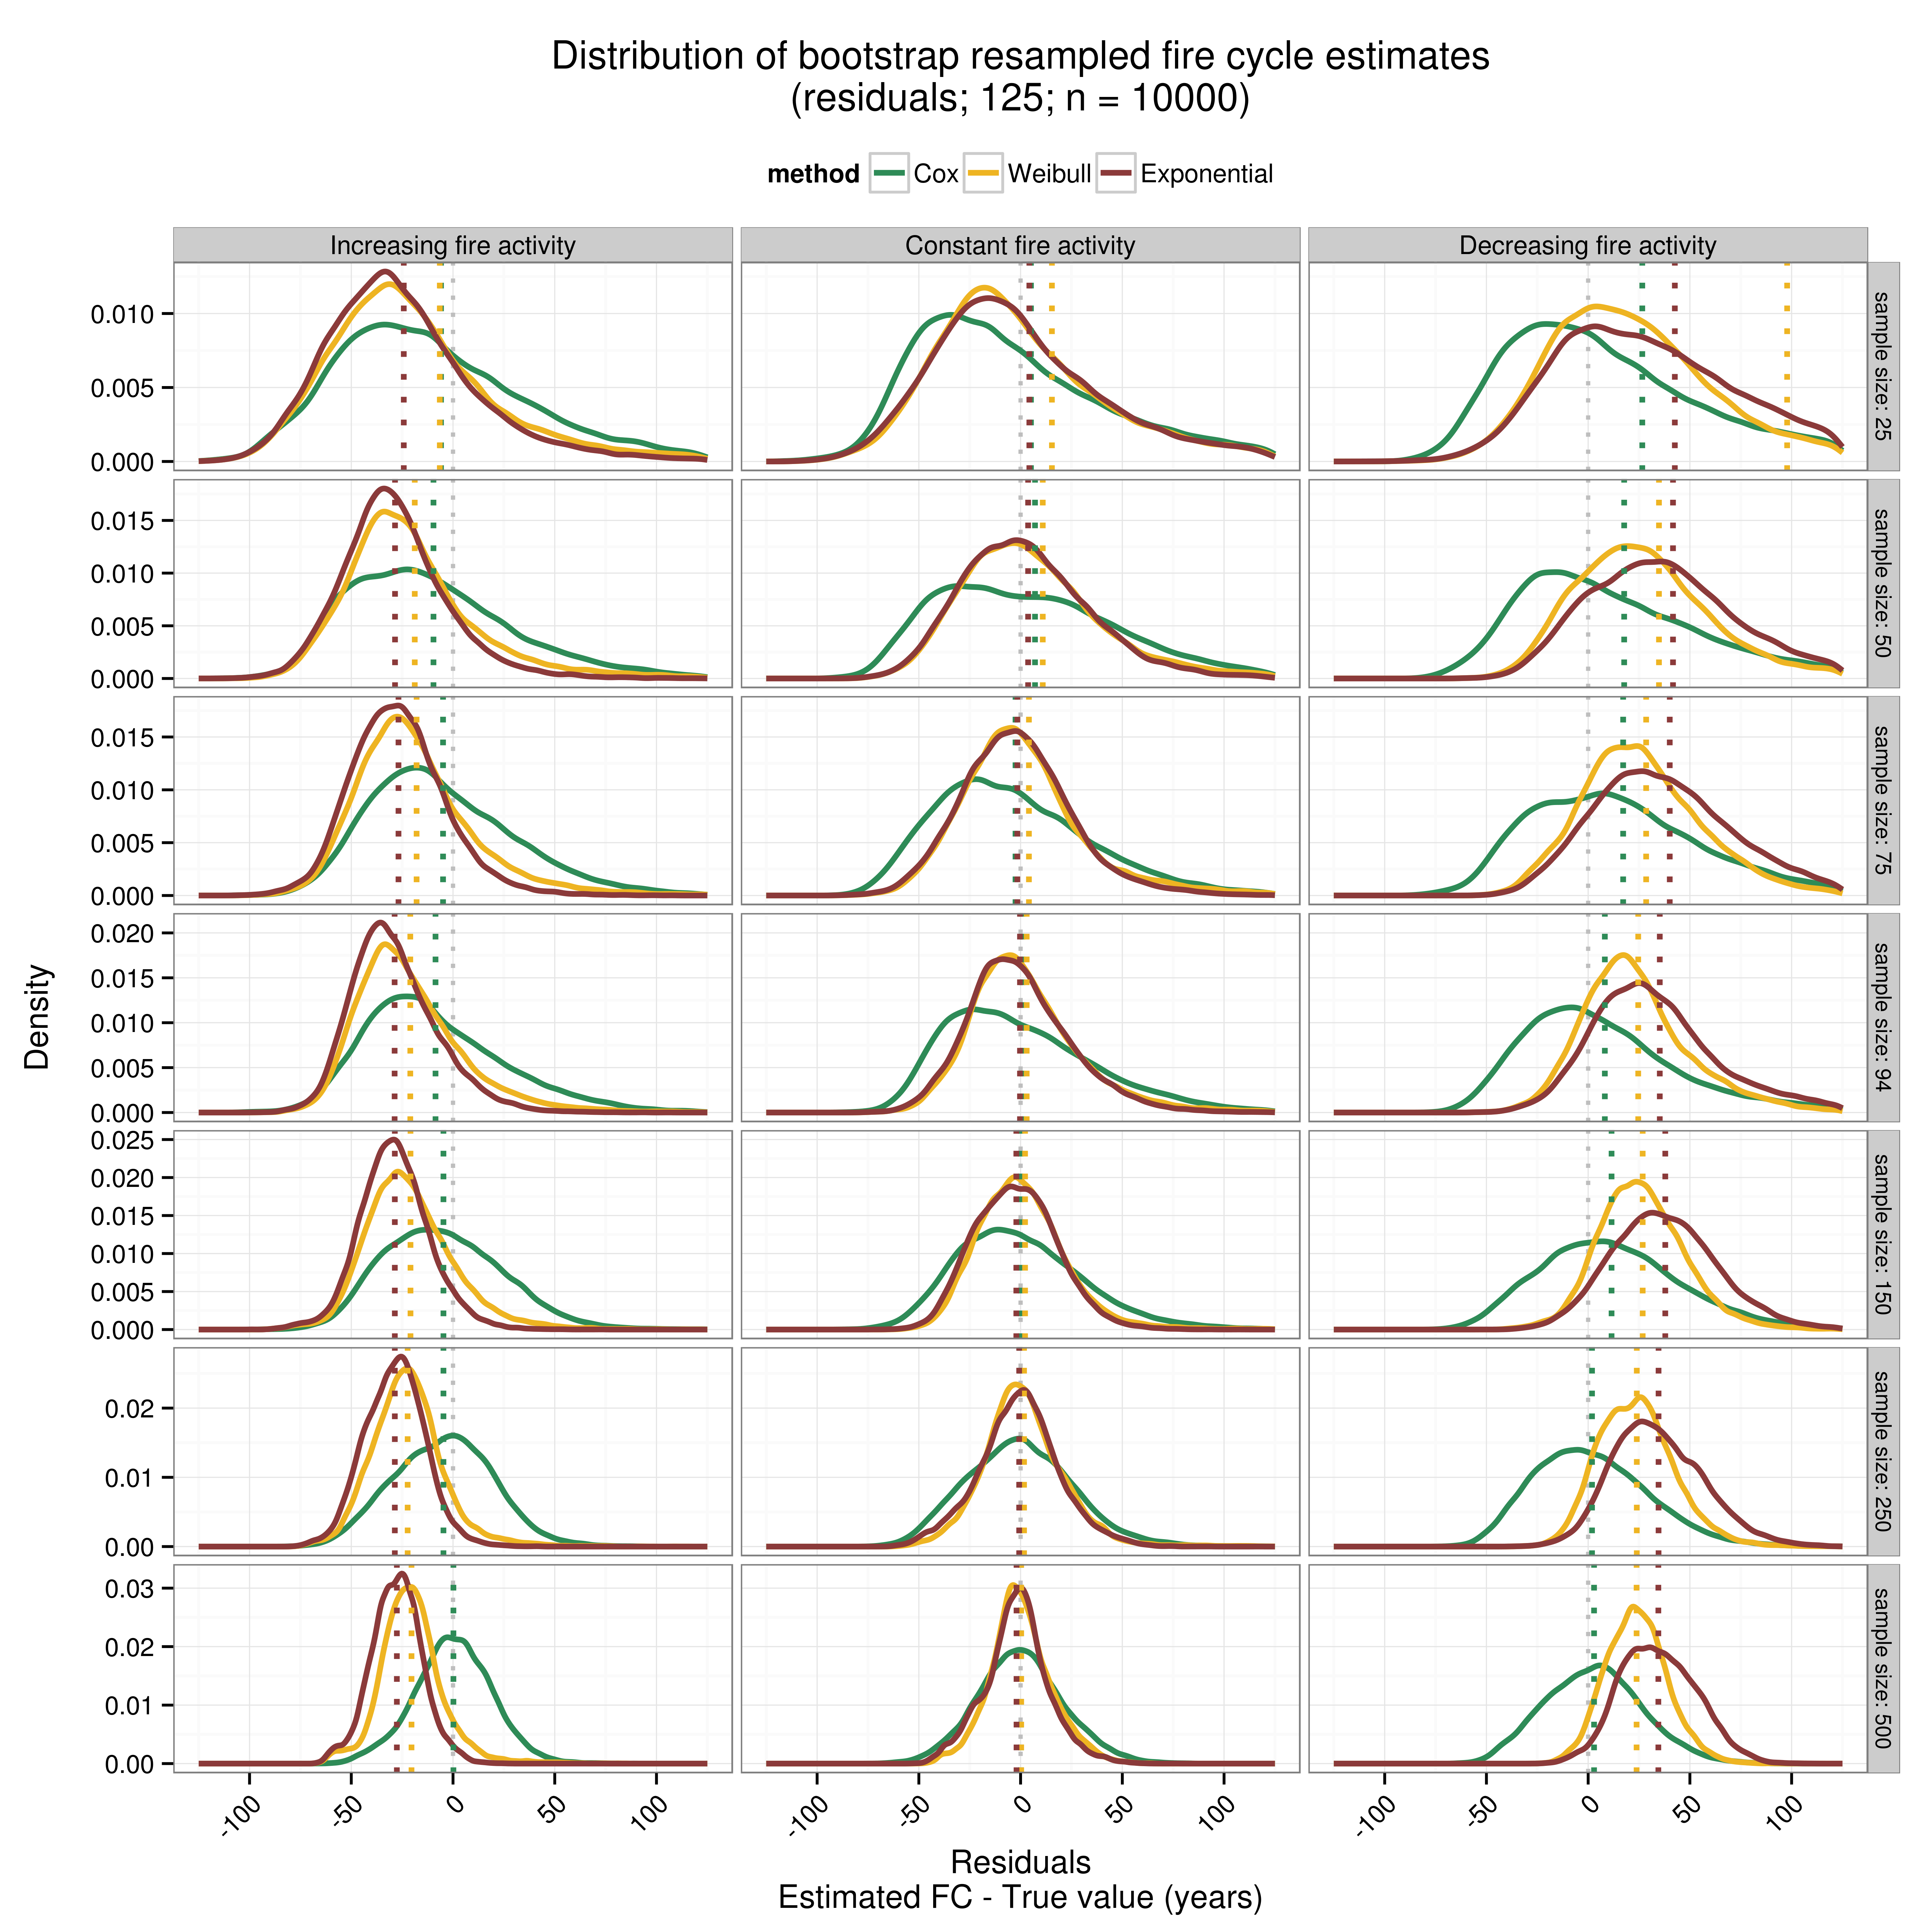 Distribution of bootstrap resampled fire cycle estimates
(residuals; 125; n = 10000)
method Cox Weibull Exponential
Increasing fire activity Constant fire activity Decreasing fire activity
Density
0.010
0.005
0.000
sample size: 25
0.015
0.010
0.005
0.000
sample size: 50
0.015
0.010
0.005
0.000
sample size: 75
0.020
0.015
0.010
0.005
0.000
sample size: 94
0.025
0.020
0.015
0.010
0.005
0.000
sample size: 150
0.02
0.01
0.00
sample size: 250
0.03
0.02
0.01
0.00
sample size: 500
-100 -50 0 50 100 -100 -50 0 50 100 -100 -50 0 50 100
Residuals
Estimated FC - True value (years)